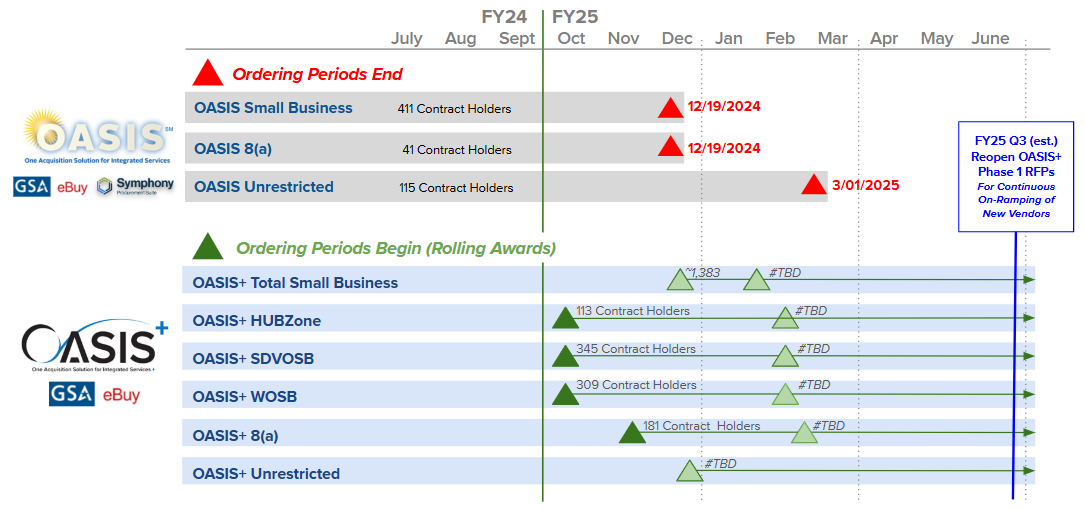 FY24 FY25
July Aug Sept Oct Nov Dec Jan Feb Mar Apr May June
Ordering Periods End
OASIS Small Business 411 Contract Holders 12/19/2024
OASIS 8(a) 41 Contract Holders 12/19/2024
OASIS Unrestricted 115 Contract Holders 3/01/2025
OASIS SM
One Acquisition Solution for Integrated Services
GSA eBuy Symphony
Procurement Suite
FY25 Q3 (est.)
Reopen OASIS+
Phase 1 RFPs
For Continuous
On-Ramping of
New Vendors
Ordering Periods Begin (Rolling Awards)
OASIS+ Total Small Business ~1,383 #TBD
OASIS+ HUBZone 113 Contract Holders #TBD
OASIS+ SDVOSB 345 Contract Holders #TBD
OASIS+ WOSB 309 Contract Holders #TBD
OASIS+ 8(a) 181 Contract Holders #TBD
OASIS+ Unrestricted #TBD
OASIS+
One Acquisition Solution for Integrated Services +
GSA eBuy